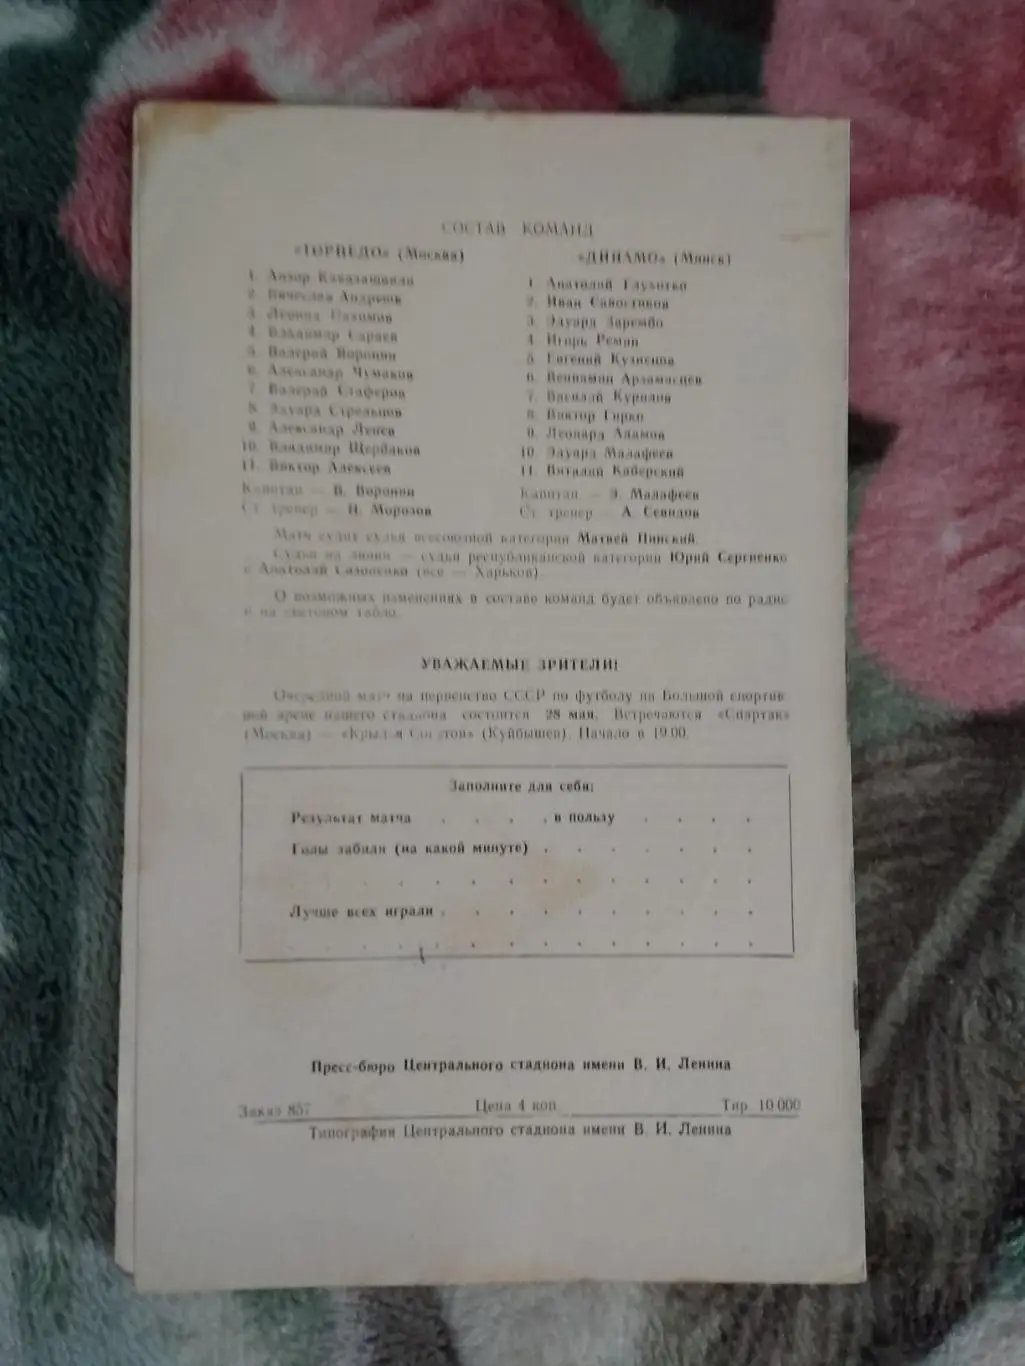 СОСТАВ КОМАНД
«ТОРПЕДО» (Москва)
1. Анзор Кавазашвили
2. Вячеслав Андреюк
3. Леонид Пахомов
4. Владимир Сараев
5. Валерий Воронин
6. Александр Чумаков
7. Валерий Стаферов
8. Эдуард Стрельцов
9. Александр Ленев
10. Владимир Щербаков
11. Виктор Алексеев
Капитан — В. Воронин
Ст. тренер — Н. Морозов
«ДИНАМО» (Минск)
1. Анатолий Глухотко
2. Иван Савостиков
3. Эдуард Зарембо
4. Игорь Ремин
5. Евгений Кузнецов
6. Вениамин Арзамасцев
7. Василий Курилов
8. Виктор Гирко
9. Леонард Адамов
10. Эдуард Малафеев
11. Виталий Каберский
Капитан — Э. Малафеев
Ст. тренер — А. Севидов
Матч судит судья всесоюзной категории Матвей Пинский.
Судьи на линии — судья республиканской категории Юрий Сергиенко
и Анатолий (все — Харьков).
О возможных изменениях в составе команд будет объявлено по радио
и на световом табло.
УВАЖАЕМЫЕ ЗРИТЕЛИ!
Очередной матч на первенство СССР по футболу на Большой спортив-
ной арене нашего стадиона состоится 28 мая. Встречаются «Спартак»
(Москва) — «Крылья Советов» (Куйбышев). Начало в 19.00.
Заполните для себя:
Результат матча . . . . в пользу . . . .
Голы забили (на какой минуте) . . . . . . .
Лучше всех играли . . . . . . . . .
Пресс-бюро Центрального стадиона имени В. И. Ленина
Заказ 857 Цена 4 коп. Тир. 10 000
Типография Центрального стадиона имени В. И. Ленина